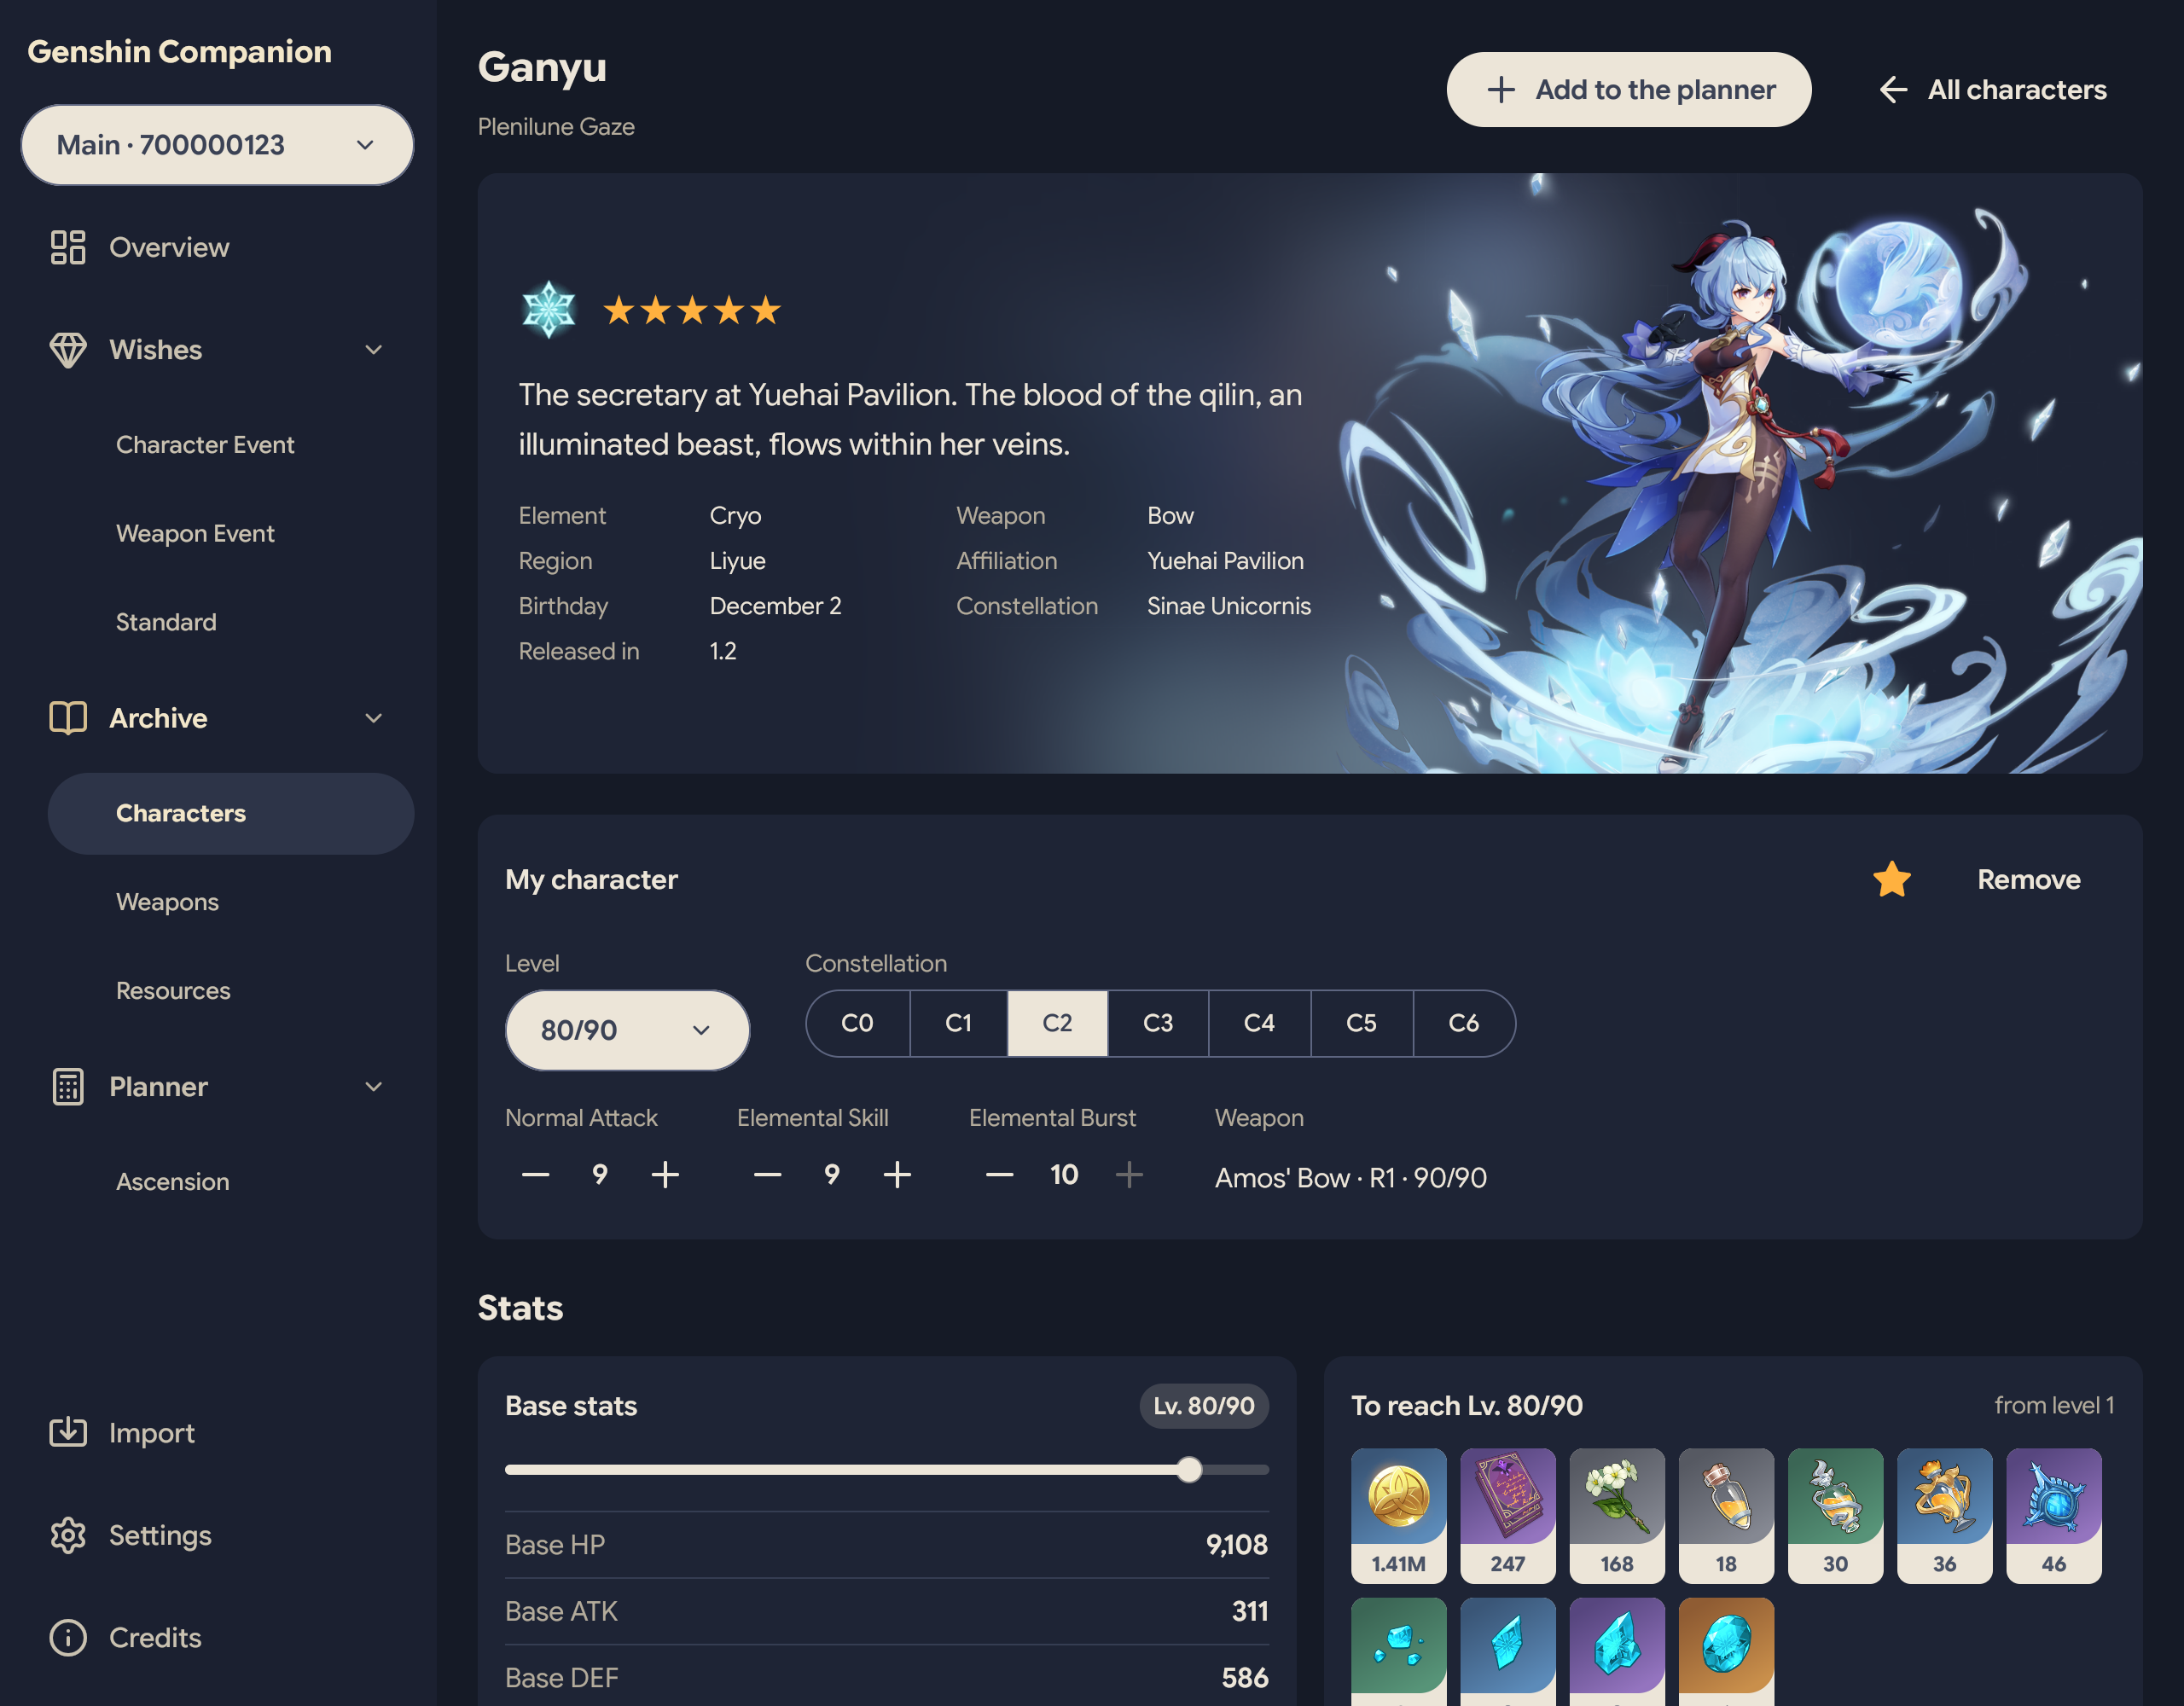 Genshin Companion
Main · 700000123
Overview
Wishes
Character Event
Weapon Event
Standard
Archive
Characters
Weapons
Resources
Planner
Ascension
Import
Settings
Credits
Ganyu
Plenilune Gaze
Add to the planner
All characters
The secretary at Yuehai Pavilion. The blood of the qilin, an
illuminated beast, flows within her veins.
Element Cryo Weapon Bow
Region Liyue Affiliation Yuehai Pavilion
Birthday December 2 Constellation Sinae Unicornis
Released in 1.2
My character
Remove
Level Constellation
80/90 C0 C1 C2 C3 C4 C5 C6
Normal Attack Elemental Skill Elemental Burst Weapon
9 9 10 Amos' Bow · R1 · 90/90
Stats
Base stats Lv. 80/90
Base HP 9,108
Base ATK 311
Base DEF 586
To reach Lv. 80/90 from level 1
1.41M 247 168 18 30 36 46